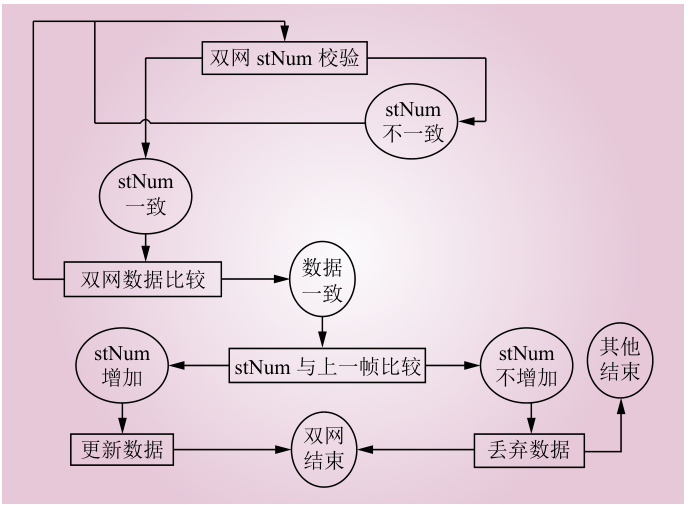 双网 stNum 校验
stNum
不一致
stNum
一致
双网数据比较
数据
一致
stNum
增加
stNum 与上一帧比较
stNum
不增加
其他
结束
更新数据
双网
结束
丢弃数据